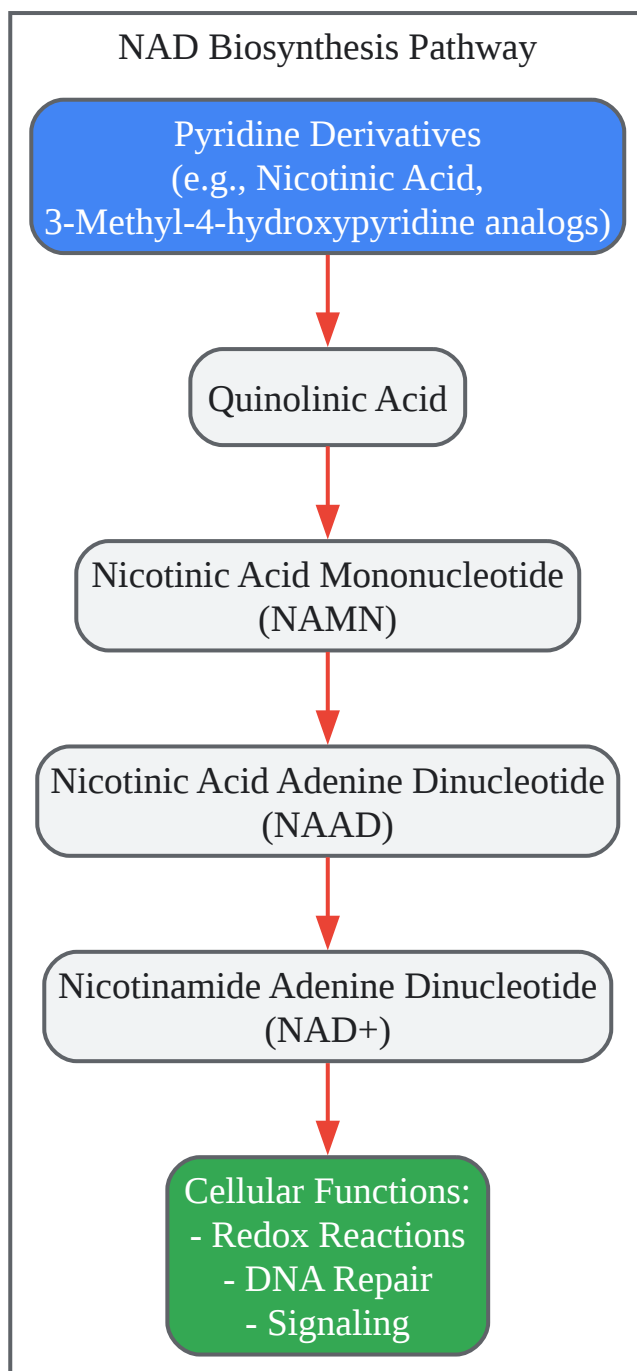 NAD Biosynthesis Pathway
Pyridine Derivatives
(e.g., Nicotinic Acid,
3-Methyl-4-hydroxypyridine analogs)
Quinolinic Acid
Nicotinic Acid Mononucleotide
(NAMN)
Nicotinic Acid Adenine Dinucleotide
(NAAD)
Nicotinamide Adenine Dinucleotide
(NAD+)
Cellular Functions:
- Redox Reactions
- DNA Repair
- Signaling